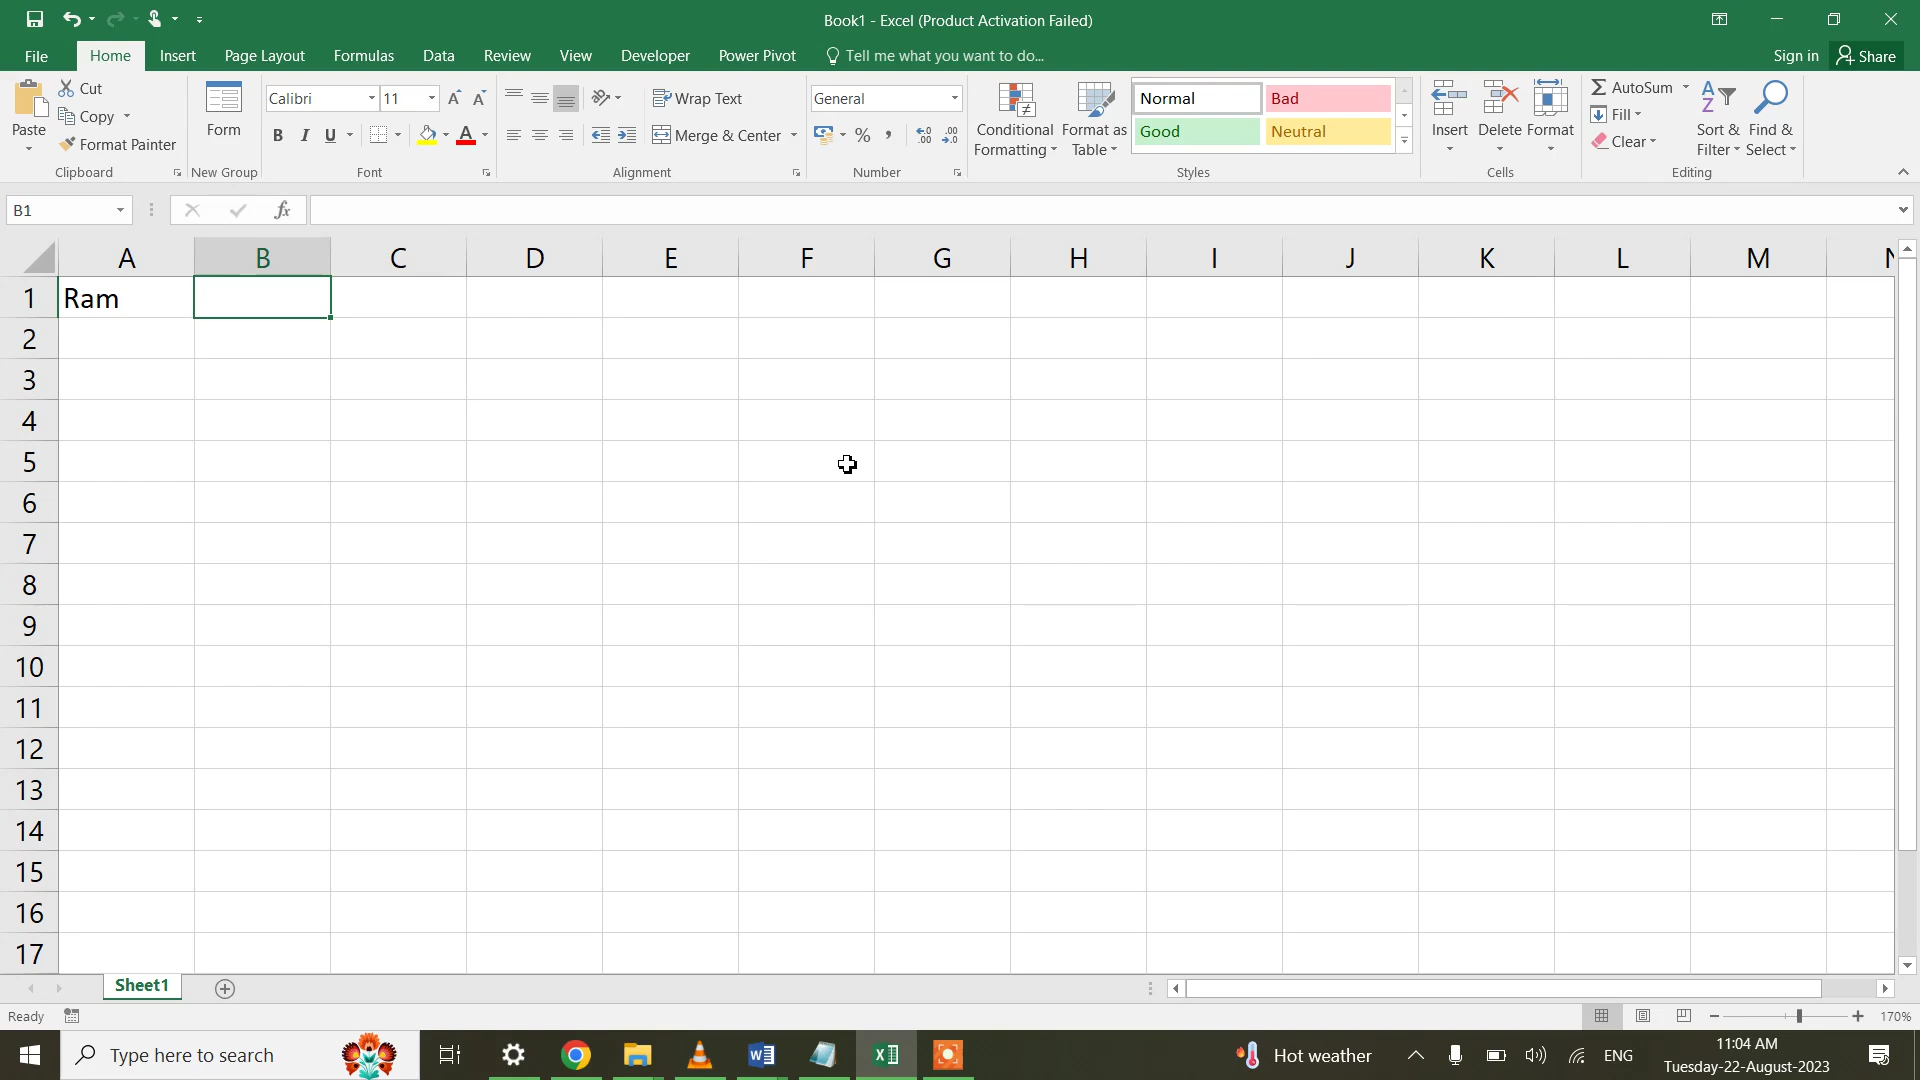 Book1 - Excel (Product Activation Failed)
File Home Insert Page Layout Formulas Data Review View Developer Power Pivot Tell me what you want to do... Sign in Share
Paste
Cut
Copy
Format Painter
Clipboard
Form
New Group
Calibri 11
B I U A
Font
Wrap Text
Merge & Center
Alignment
General
% ,
Number
Conditional Formatting
Format as Table
Normal Bad
Good Neutral
Styles
Insert Delete Format
Cells
AutoSum
Fill
Clear
Sort & Filter
Find & Select
Editing
B1 fx
A B C D E F G H I J K L M
1 Ram
2
3
4
5
6
7
8
9
10
11
12
13
14
15
16
17
Sheet1
Ready 170%
Type here to search Hot weather ENG 11:04 AM
Tuesday-22-August-2023